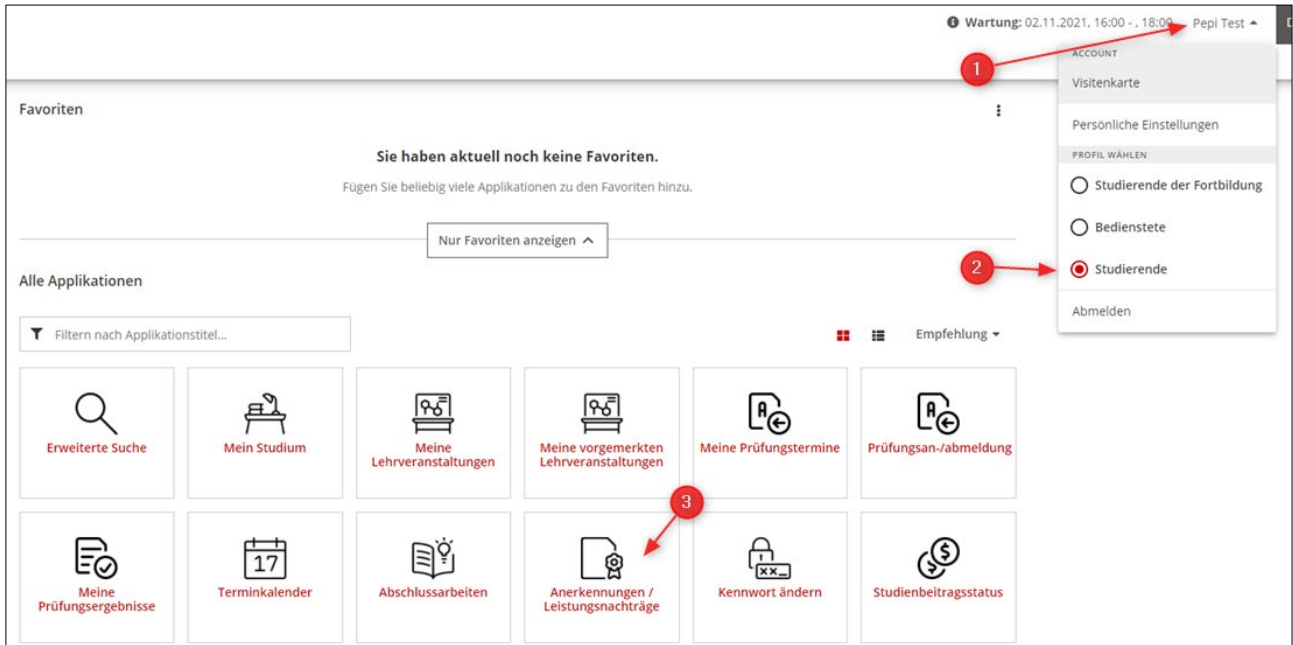 Wartung: 02.11.2021, 16:00 - , 18:00 Pepi Test
1
ACCOUNT
Visitenkarte
Persönliche Einstellungen
PROFIL WÄHLEN
Studierende der Fortbildung
Bedienstete
2
Studierende
Abmelden
Favoriten
Sie haben aktuell noch keine Favoriten.
Fügen Sie beliebig viele Applikationen zu den Favoriten hinzu.
Nur Favoriten anzeigen
Alle Applikationen
Filtern nach Applikationstitel...
Empfehlung
Erweiterte Suche
Mein Studium
Meine
Lehrveranstaltungen
Meine vorgemerkten
Lehrveranstaltungen
A
Meine Prüfungstermine
A
Prüfungsan-/abmeldung
3
Meine
Prüfungsergebnisse
17
Terminkalender
Abschlussarbeiten
Anerkennungen /
Leistungsnachträge
××_
Kennwort ändern
$ $
Studienbeitragsstatus